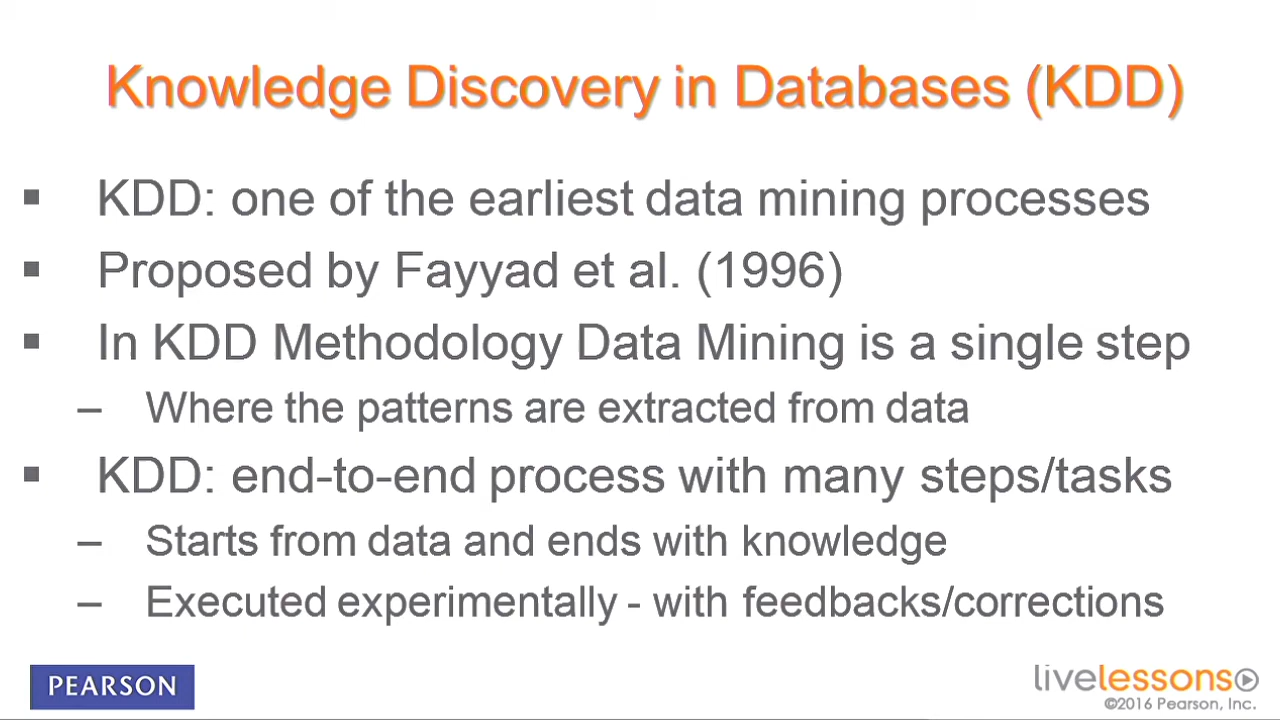 Knowledge Discovery in Databases (KDD)
▪ KDD: one of the earliest data mining processes
▪ Proposed by Fayyad et al. (1996)
▪ In KDD Methodology Data Mining is a single step
– Where the patterns are extracted from data
▪ KDD: end-to-end process with many steps/tasks
– Starts from data and ends with knowledge
– Executed experimentally - with feedbacks/corrections
PEARSON
livelessons
©2016 Pearson, Inc.